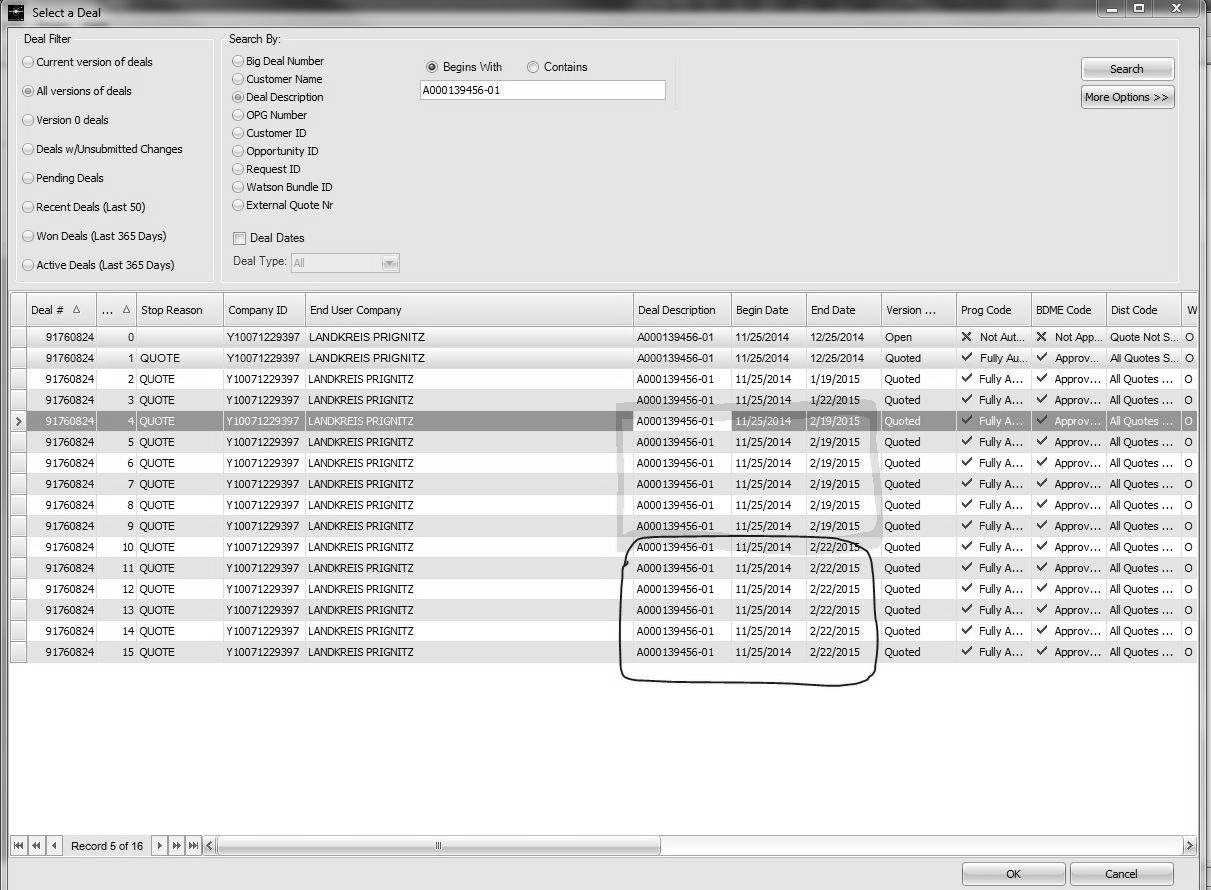 Select a Deal
Deal Filter
Current version of deals
All versions of deals
Version 0 deals
Deals w/Unsubmitted Changes
Pending Deals
Recent Deals (Last 50)
Won Deals (Last 365 Days)
Active Deals (Last 365 Days)
Search By:
Big Deal Number
Customer Name
Deal Description
OPG Number
Customer ID
Opportunity ID
Request ID
Watson Bundle ID
External Quote Nr
Deal Dates
Deal Type: All
Begins With Contains
A000139456-01
Search
More Options >>
Deal # ... Stop Reason Company ID End User Company Deal Description Begin Date End Date Version ... Prog Code BDME Code Dist Code W
91760824 0 Y10071229397 LANDKREIS PRIGNITZ A000139456-01 11/25/2014 12/25/2014 Open Not Aut... Not App... Quote Not S... O
91760824 1 QUOTE Y10071229397 LANDKREIS PRIGNITZ A000139456-01 11/25/2014 12/25/2014 Quoted Fully Au... Approv... All Quotes S... O
91760824 2 QUOTE Y10071229397 LANDKREIS PRIGNITZ A000139456-01 11/25/2014 1/19/2015 Quoted Fully A... Approv... All Quotes ... O
91760824 3 QUOTE Y10071229397 LANDKREIS PRIGNITZ A000139456-01 11/25/2014 1/22/2015 Quoted Fully A... Approv... All Quotes ... O
91760824 4 QUOTE Y10071229397 LANDKREIS PRIGNITZ A000139456-01 11/25/2014 2/19/2015 Quoted Fully A... Approv... All Quotes ... O
91760824 5 QUOTE Y10071229397 LANDKREIS PRIGNITZ A000139456-01 11/25/2014 2/19/2015 Quoted Fully A... Approv... All Quotes ... O
91760824 6 QUOTE Y10071229397 LANDKREIS PRIGNITZ A000139456-01 11/25/2014 2/19/2015 Quoted Fully A... Approv... All Quotes ... O
91760824 7 QUOTE Y10071229397 LANDKREIS PRIGNITZ A000139456-01 11/25/2014 2/19/2015 Quoted Fully A... Approv... All Quotes ... O
91760824 8 QUOTE Y10071229397 LANDKREIS PRIGNITZ A000139456-01 11/25/2014 2/19/2015 Quoted Fully A... Approv... All Quotes ... O
91760824 9 QUOTE Y10071229397 LANDKREIS PRIGNITZ A000139456-01 11/25/2014 2/19/2015 Quoted Fully A... Approv... All Quotes ... O
91760824 10 QUOTE Y10071229397 LANDKREIS PRIGNITZ A000139456-01 11/25/2014 2/22/2015 Quoted Fully A... Approv... All Quotes ... O
91760824 11 QUOTE Y10071229397 LANDKREIS PRIGNITZ A000139456-01 11/25/2014 2/22/2015 Quoted Fully A... Approv... All Quotes ... O
91760824 12 QUOTE Y10071229397 LANDKREIS PRIGNITZ A000139456-01 11/25/2014 2/22/2015 Quoted Fully A... Approv... All Quotes ... O
91760824 13 QUOTE Y10071229397 LANDKREIS PRIGNITZ A000139456-01 11/25/2014 2/22/2015 Quoted Fully A... Approv... All Quotes ... O
91760824 14 QUOTE Y10071229397 LANDKREIS PRIGNITZ A000139456-01 11/25/2014 2/22/2015 Quoted Fully A... Approv... All Quotes ... O
91760824 15 QUOTE Y10071229397 LANDKREIS PRIGNITZ A000139456-01 11/25/2014 2/22/2015 Quoted Fully A... Approv... All Quotes ... O
Record 5 of 16
OK Cancel